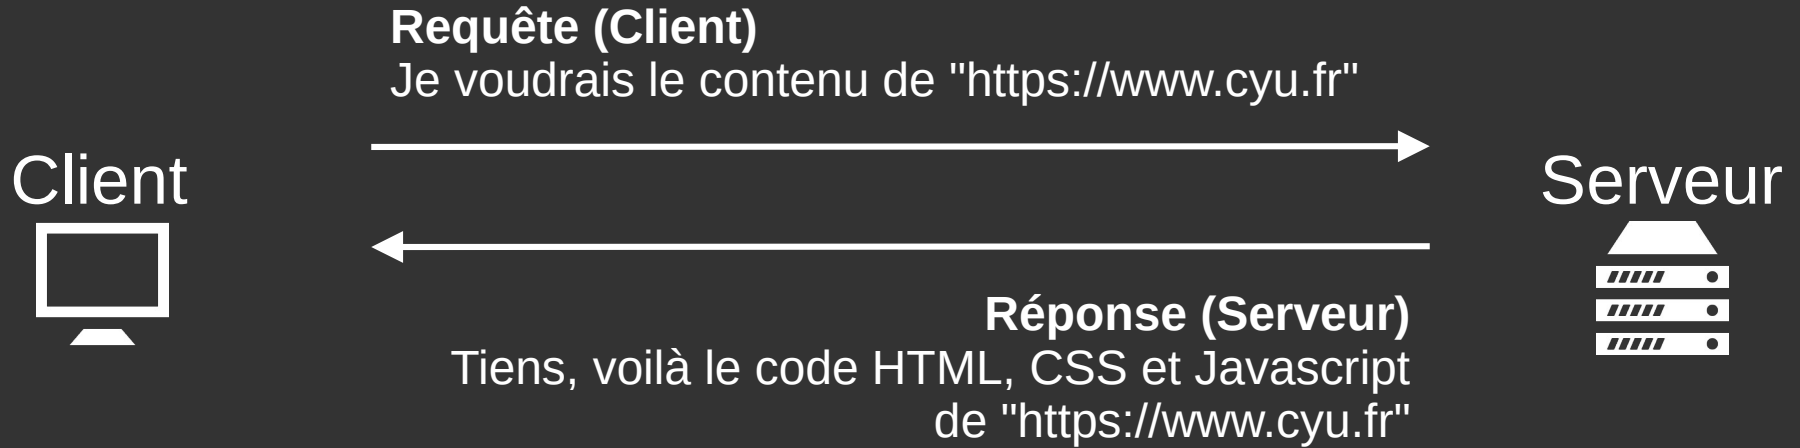 Requête (Client)
Je voudrais le contenu de "https://www.cyu.fr"
Client
Serveur
Réponse (Serveur)
Tiens, voilà le code HTML, CSS et Javascript
de "https://www.cyu.fr"